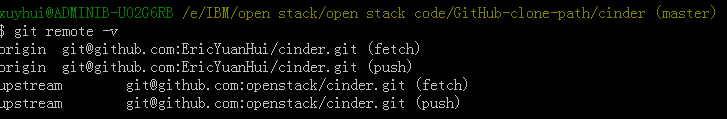 xuyhui@ADMINIB-UO2G6RB /e/IBM/open stack/open stack code/GitHub-clone-path/cinder (master)
$ git remote -v
origin  git@github.com:EricYuanHui/cinder.git (fetch)
origin  git@github.com:EricYuanHui/cinder.git (push)
upstream        git@github.com:openstack/cinder.git (fetch)
upstream        git@github.com:openstack/cinder.git (push)